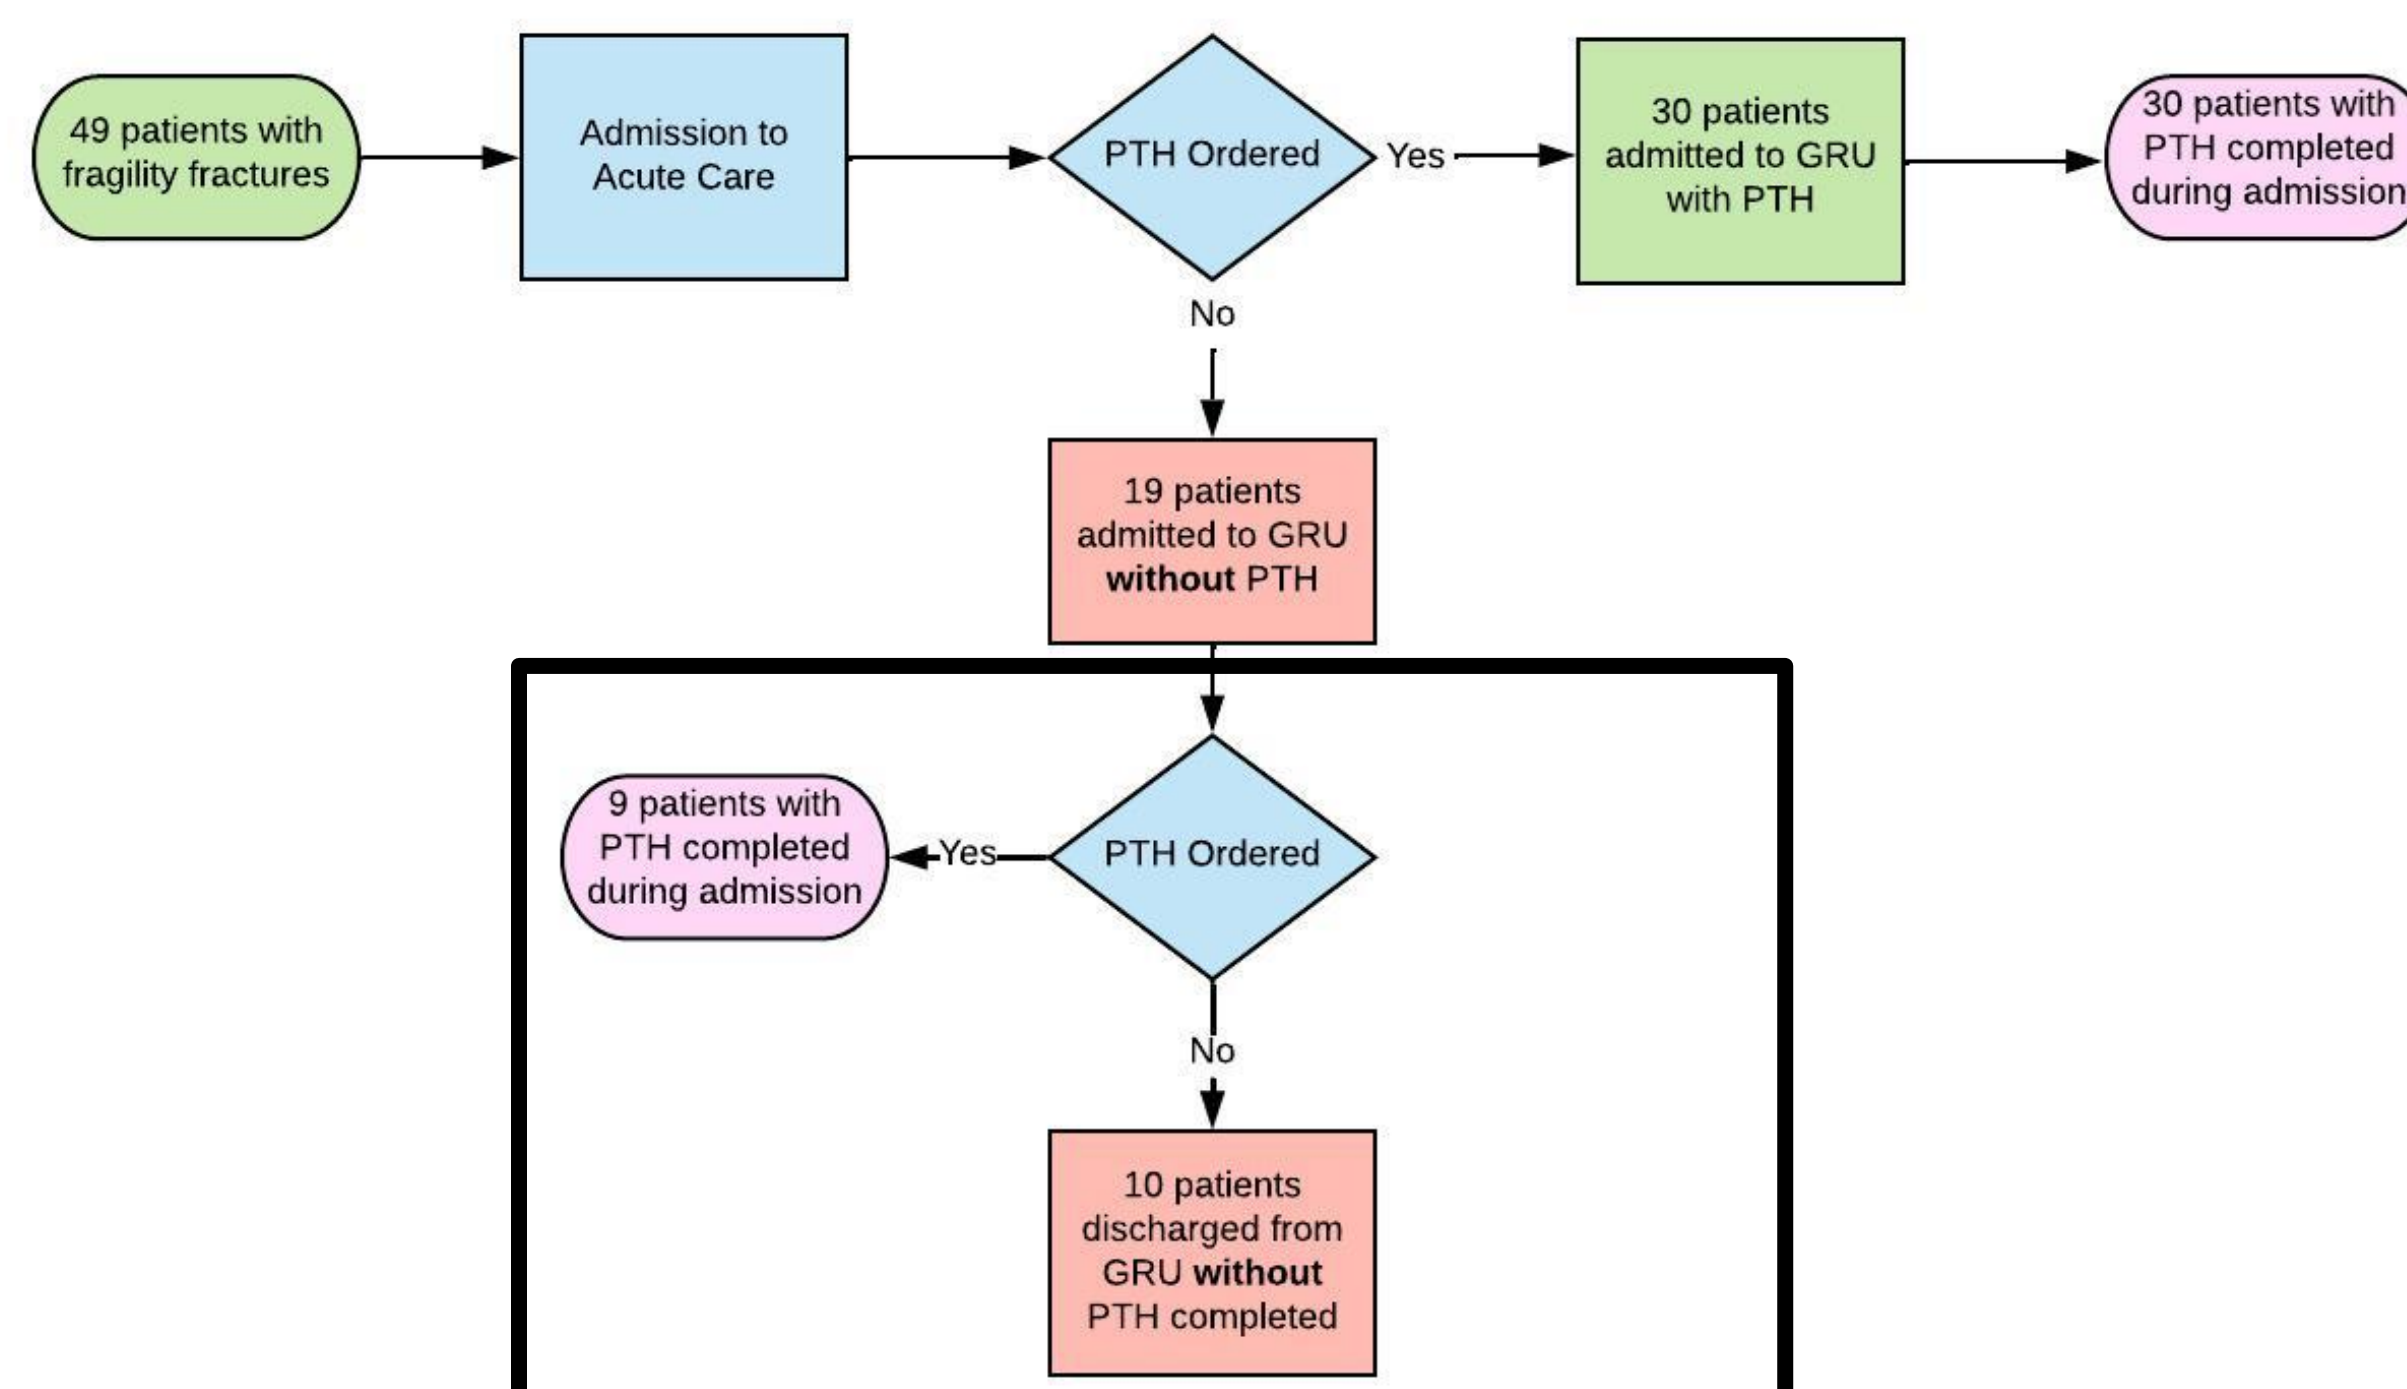 49 patients with
fragility fractures
Admission to
Acute Care
PTH Ordered
Yes
30 patients
admitted to GRU
with PTH
30 patients with
PTH completed
during admission
No
19 patients
admitted to GRU
without PTH
PTH Ordered
Yes
9 patients with
PTH completed
during admission
No
10 patients
discharged from
GRU without
PTH completed